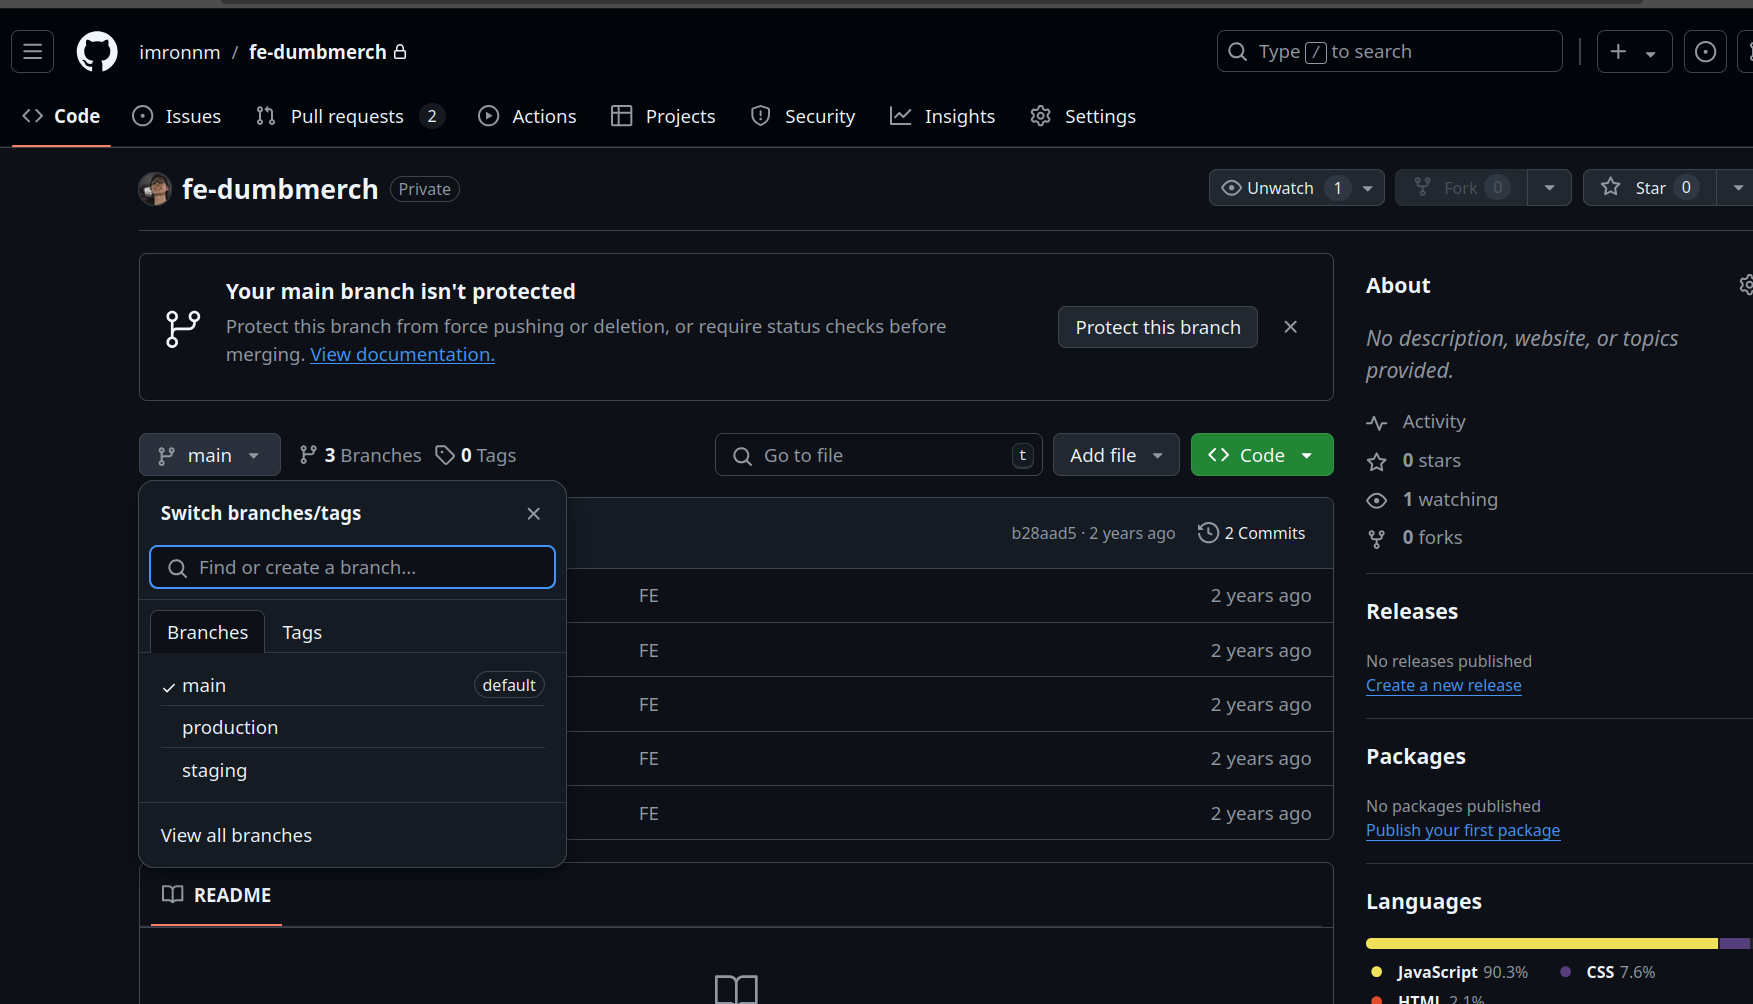 imronnm / fe-dumbmerch
Type / to search
Code Issues Pull requests 2 Actions Projects Security Insights Settings
fe-dumbmerch Private
Unwatch 1 Fork 0 Star 0
Your main branch isn't protected
Protect this branch from force pushing or deletion, or require status checks before
merging. View documentation.
Protect this branch
main 3 Branches 0 Tags Go to file t Add file Code
Switch branches/tags
Find or create a branch...
Branches Tags
main default
production
staging
View all branches
b28aad5 · 2 years ago 2 Commits
FE 2 years ago
FE 2 years ago
FE 2 years ago
FE 2 years ago
FE 2 years ago
README
About
No description, website, or topics
provided.
Activity
0 stars
1 watching
0 forks
Releases
No releases published
Create a new release
Packages
No packages published
Publish your first package
Languages
JavaScript 90.3% CSS 7.6%
HTML 2.1%